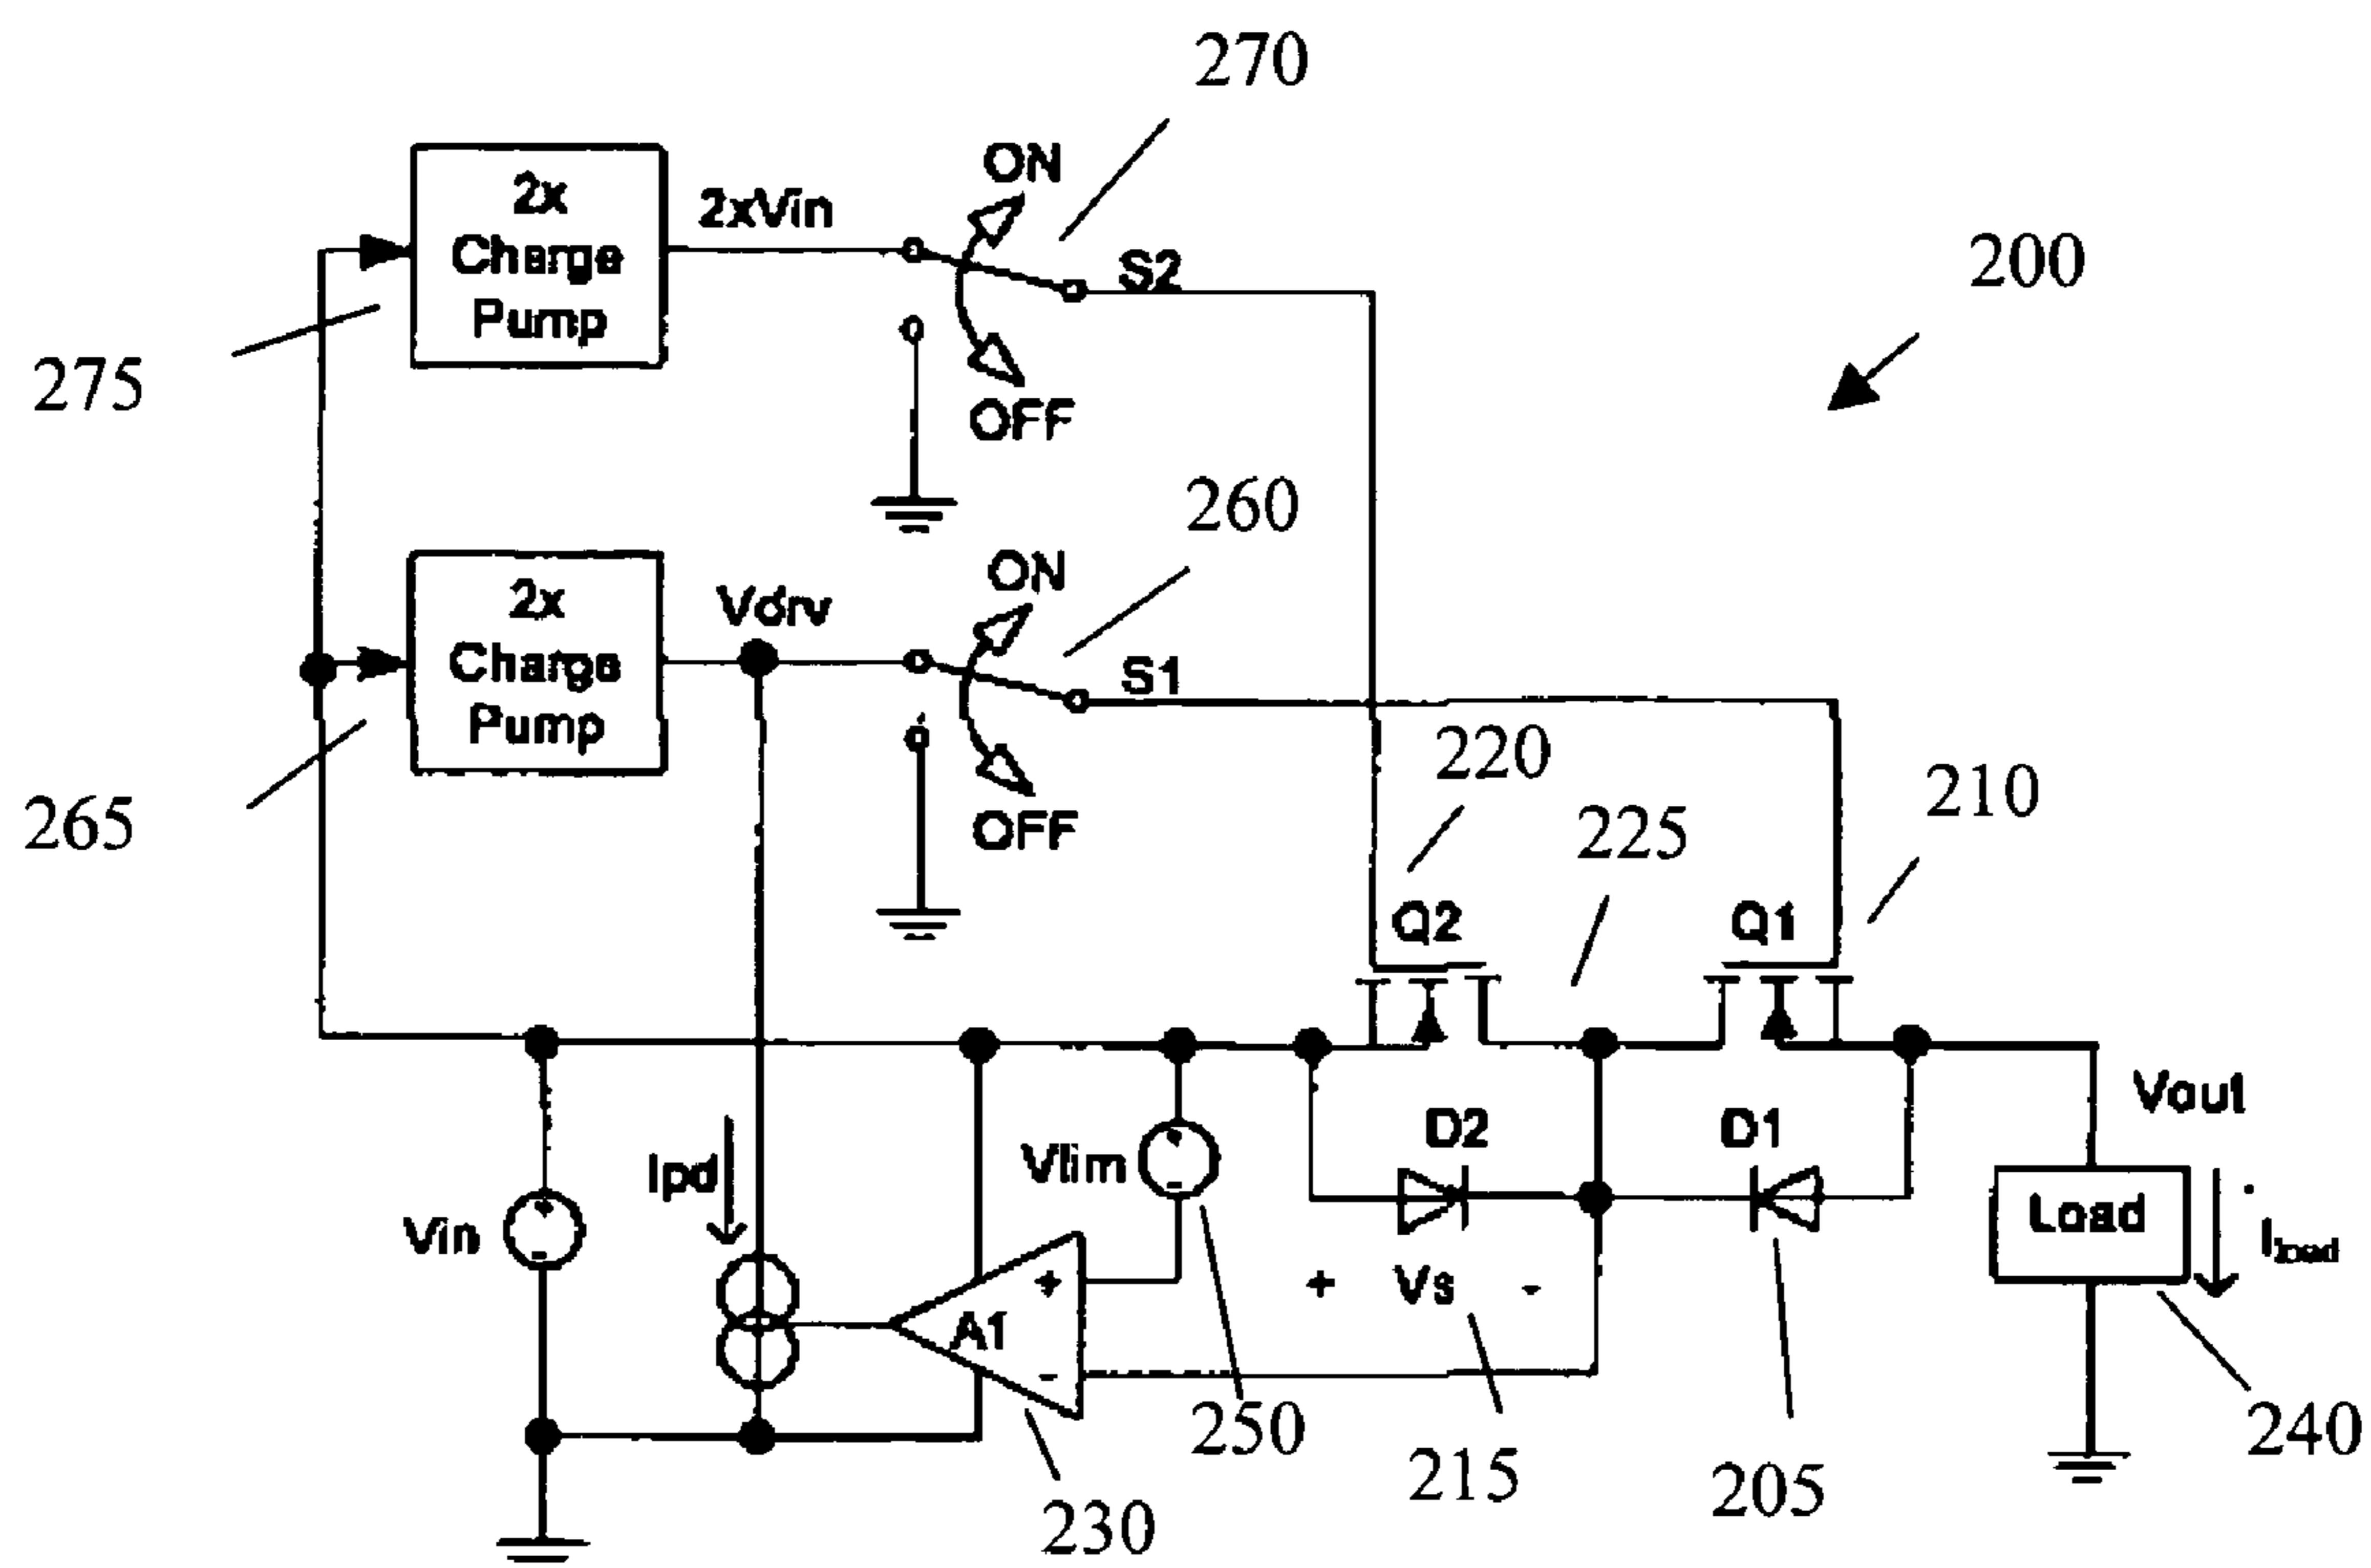 270
ON
2x
Charge
Pump
2xVin
S2
OFF
200
275
260
ON
2x
Charge
Pump
Vdrv
S1
OFF
265
220
225
210
Q2
Q1
Vout
Ipd
Vlim
D2
D1
Vin
Load
Iload
A1
+
-
+ Vs -
-
-
250
215
205
240
230